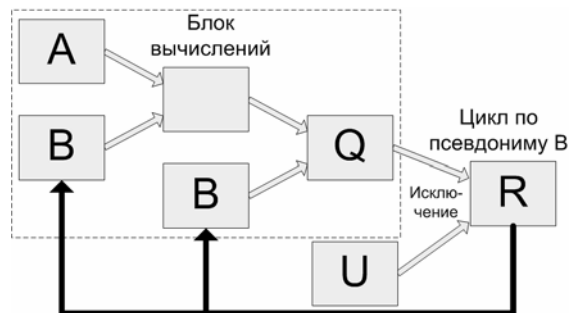 Блок
вычислений
A
B
B
Q
Цикл по
псевдониму B
R
Исклю-
чение
U